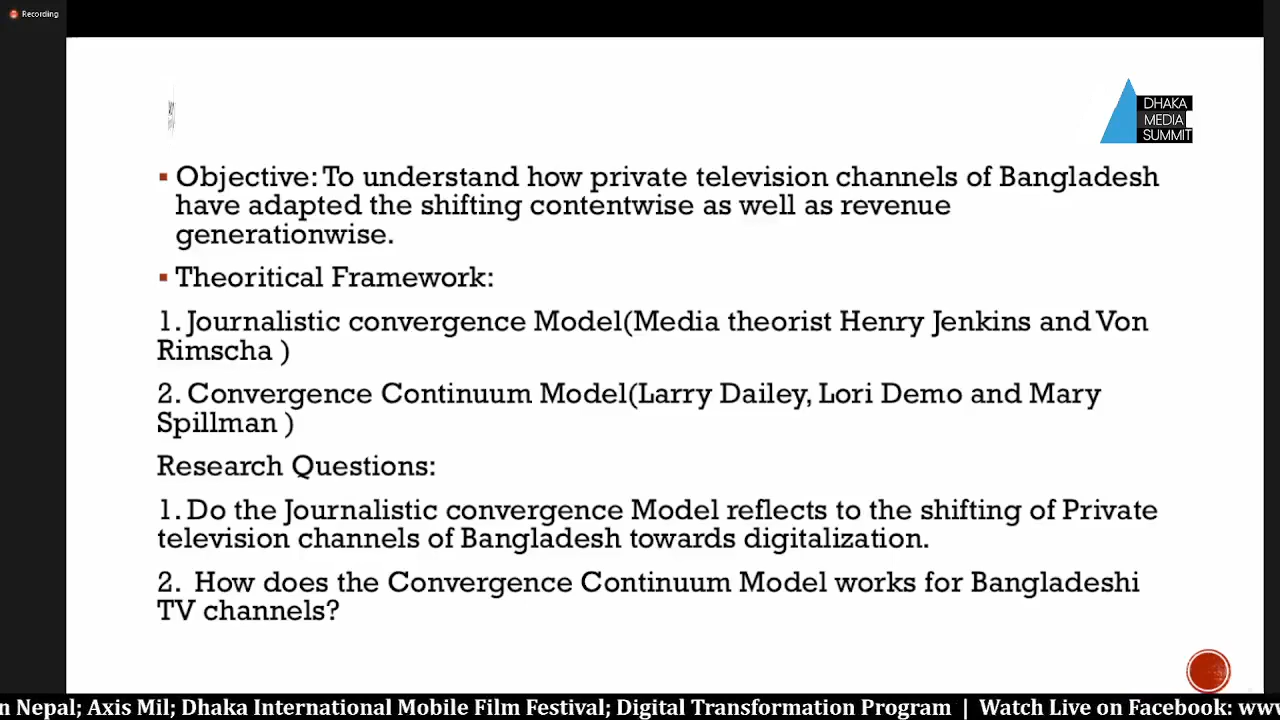 Recording
DHAKA
MEDIA
SUMMIT
▪ Objective: To understand how private television channels of Bangladesh
have adapted the shifting contentwise as well as revenue
generationwise.
▪ Theoritical Framework:
1. Journalistic convergence Model(Media theorist Henry Jenkins and Von
Rimscha )
2. Convergence Continuum Model(Larry Dailey, Lori Demo and Mary
Spillman )
Research Questions:
1. Do the Journalistic convergence Model reflects to the shifting of Private
television channels of Bangladesh towards digitalization.
2. How does the Convergence Continuum Model works for Bangladeshi
TV channels?
n Nepal; Axis Mil; Dhaka International Mobile Film Festival; Digital Transformation Program | Watch Live on Facebook: www